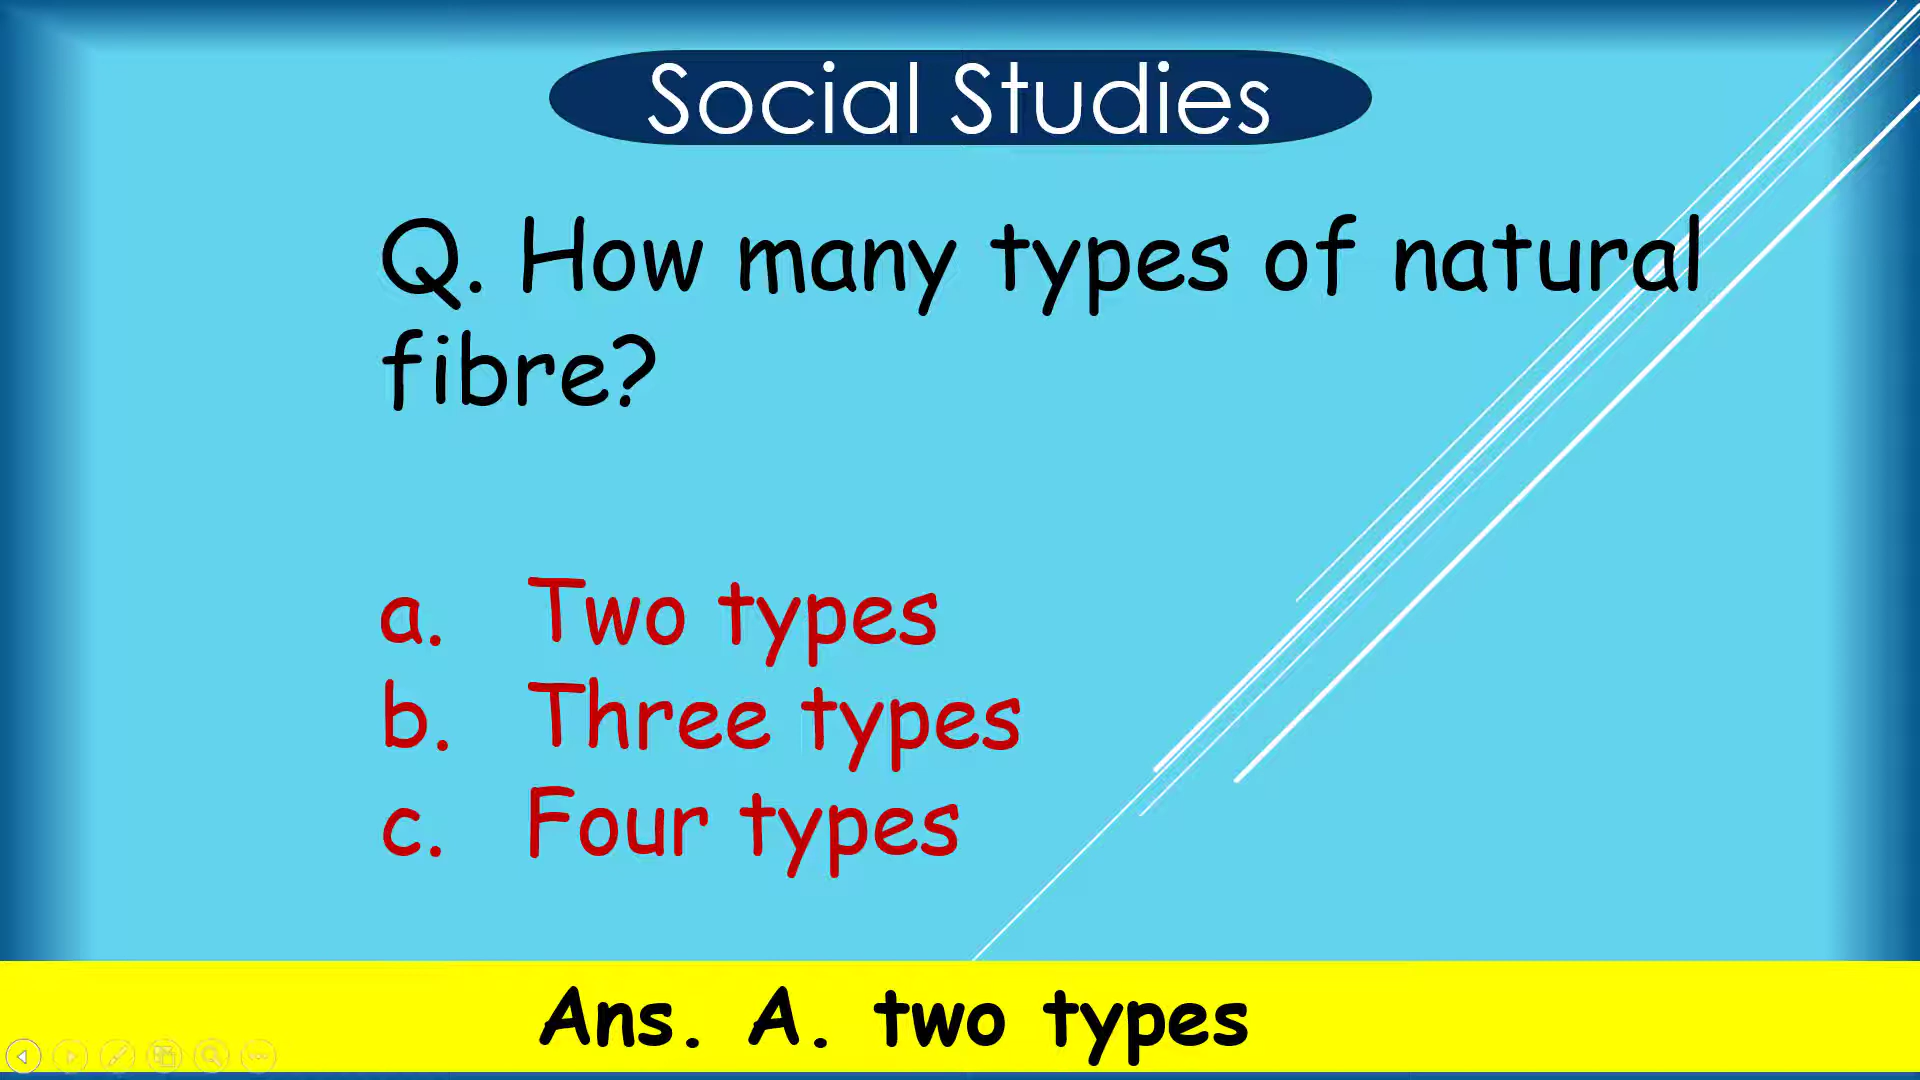 Social Studies
Q. How many types of natural
fibre?
a. Two types
b. Three types
c. Four types
Ans. A. two types